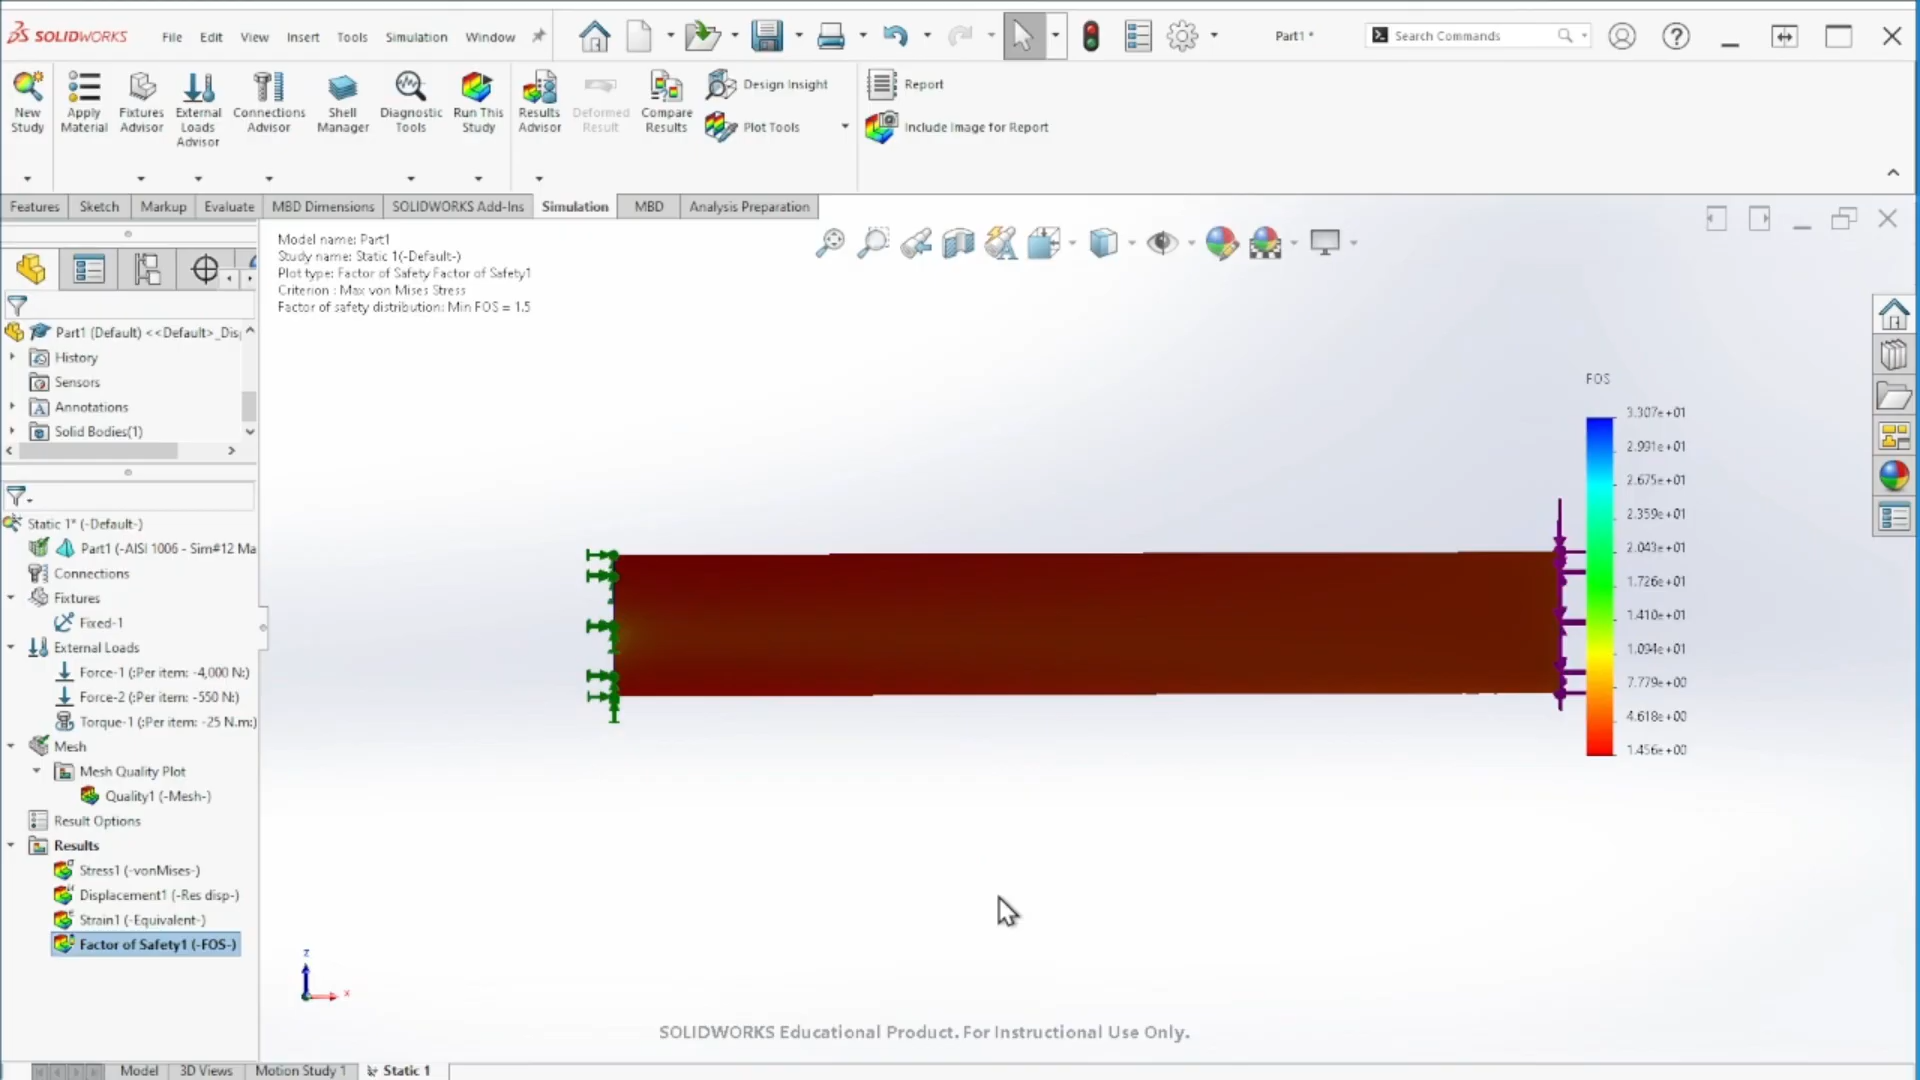 SOLIDWORKS File Edit View Insert Tools Simulation Window Part1 * Search Commands
New Study
Apply Material
Fixtures Advisor
External Loads Advisor
Connections Advisor
Shell Manager
Diagnostic Tools
Run This Study
Results Advisor
Deformed Result
Compare Results
Design Insight
Plot Tools
Report
Include Image for Report
Features Sketch Markup Evaluate MBD Dimensions SOLIDWORKS Add-Ins Simulation MBD Analysis Preparation
Model name: Part1
Study name: Static 1(-Default-)
Plot type: Factor of Safety Factor of Safety1
Criterion : Max von Mises Stress
Factor of safety distribution: Min FOS = 1.5
Part1 (Default) <<Default>_Dis
History
Sensors
Annotations
Solid Bodies(1)
Static 1* (-Default-)
Part1 (-AISI 1006 - Sim#12 Ma
Connections
Fixtures
Fixed-1
External Loads
Force-1 (:Per item: -4,000 N:)
Force-2 (:Per item: -550 N:)
Torque-1 (:Per item: -25 N.m:)
Mesh
Mesh Quality Plot
Quality1 (-Mesh-)
Result Options
Results
Stress1 (-vonMises-)
Displacement1 (-Res disp-)
Strain1 (-Equivalent-)
Factor of Safety1 (-FOS-)
FOS
3.307e+01
2.991e+01
2.675e+01
2.359e+01
2.043e+01
1.726e+01
1.410e+01
1.094e+01
7.779e+00
4.618e+00
1.456e+00
z
x
SOLIDWORKS Educational Product. For Instructional Use Only.
Model 3D Views Motion Study 1 Static 1